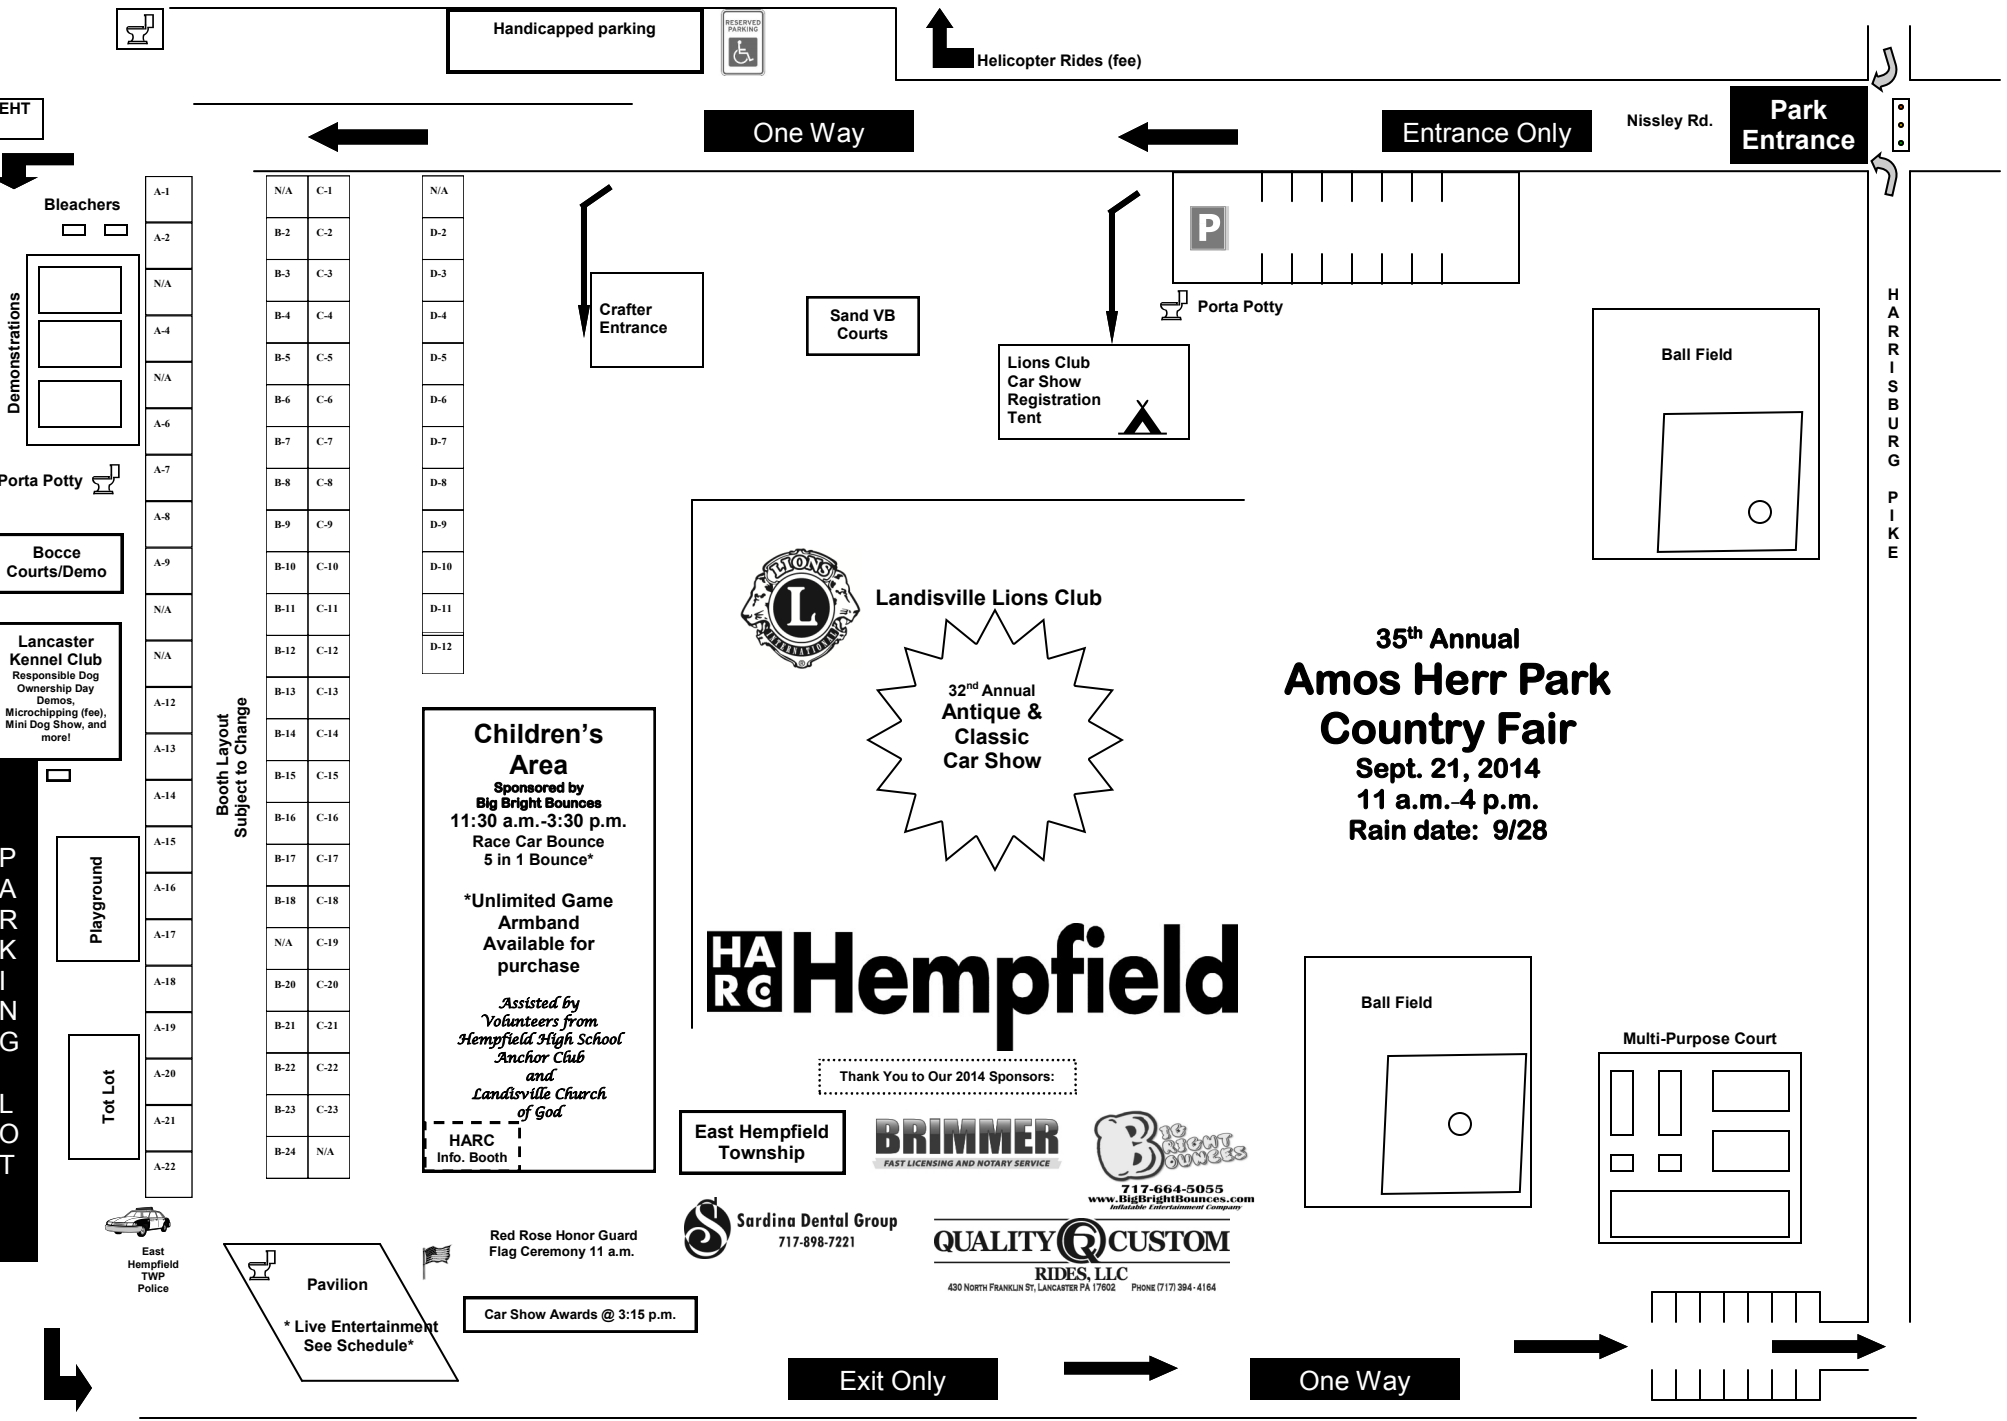 Handicapped parking
RESERVED
PARKING
Helicopter Rides (fee)
EHT
One Way
Entrance Only
Nissley Rd.
Park
Entrance
Bleachers
Demonstrations
Porta Potty
Bocce
Courts/Demo
Lancaster
Kennel Club
Responsible Dog
Ownership Day
Demos,
Microchipping (fee),
Mini Dog Show, and
more!
PARKING LOT
Playground
Tot Lot
A-1
A-2
N/A
A-4
N/A
A-6
A-7
A-8
A-9
N/A
N/A
A-12
A-13
A-14
A-15
A-16
A-17
A-18
A-19
A-20
A-21
A-22
Booth Layout
Subject to Change
N/A C-1
B-2 C-2
B-3 C-3
B-4 C-4
B-5 C-5
B-6 C-6
B-7 C-7
B-8 C-8
B-9 C-9
B-10 C-10
B-11 C-11
B-12 C-12
B-13 C-13
B-14 C-14
B-15 C-15
B-16 C-16
B-17 C-17
B-18 C-18
N/A C-19
B-20 C-20
B-21 C-21
B-22 C-22
B-23 C-23
B-24 N/A
N/A
D-2
D-3
D-4
D-5
D-6
D-7
D-8
D-9
D-10
D-11
D-12
Crafter
Entrance
Sand VB
Courts
P
Porta Potty
Lions Club
Car Show
Registration
Tent
Ball Field
HARRISBURG PIKE
LIONS
L
INTERNATIONAL
®
Landisville Lions Club
32nd Annual
Antique &
Classic
Car Show
35th Annual
Amos Herr Park
Country Fair
Sept. 21, 2014
11 a.m.-4 p.m.
Rain date: 9/28
Children's
Area
Sponsored by
Big Bright Bounces
11:30 a.m.-3:30 p.m.
Race Car Bounce
5 in 1 Bounce*
*Unlimited Game
Armband
Available for
purchase
Assisted by
Volunteers from
Hempfield High School
Anchor Club
and
Landisville Church
of God
HARC
Info. Booth
HA
RC
Hempfield
Thank You to Our 2014 Sponsors:
East Hempfield
Township
BRIMMER
FAST LICENSING AND NOTARY SERVICE
BIG
BRIGHT
BOUNCES
717-664-5055
www.BigBrightBounces.com
Inflatable Entertainment Company
S
Sardina Dental Group
717-898-7221
QUALITY Q CUSTOM
RIDES, LLC
430 NORTH FRANKLIN ST, LANCASTER PA 17602 PHONE (717) 394-4164
Ball Field
Multi-Purpose Court
East
Hempfield
TWP
Police
Pavilion
* Live Entertainment
See Schedule*
Red Rose Honor Guard
Flag Ceremony 11 a.m.
Car Show Awards @ 3:15 p.m.
Exit Only
One Way